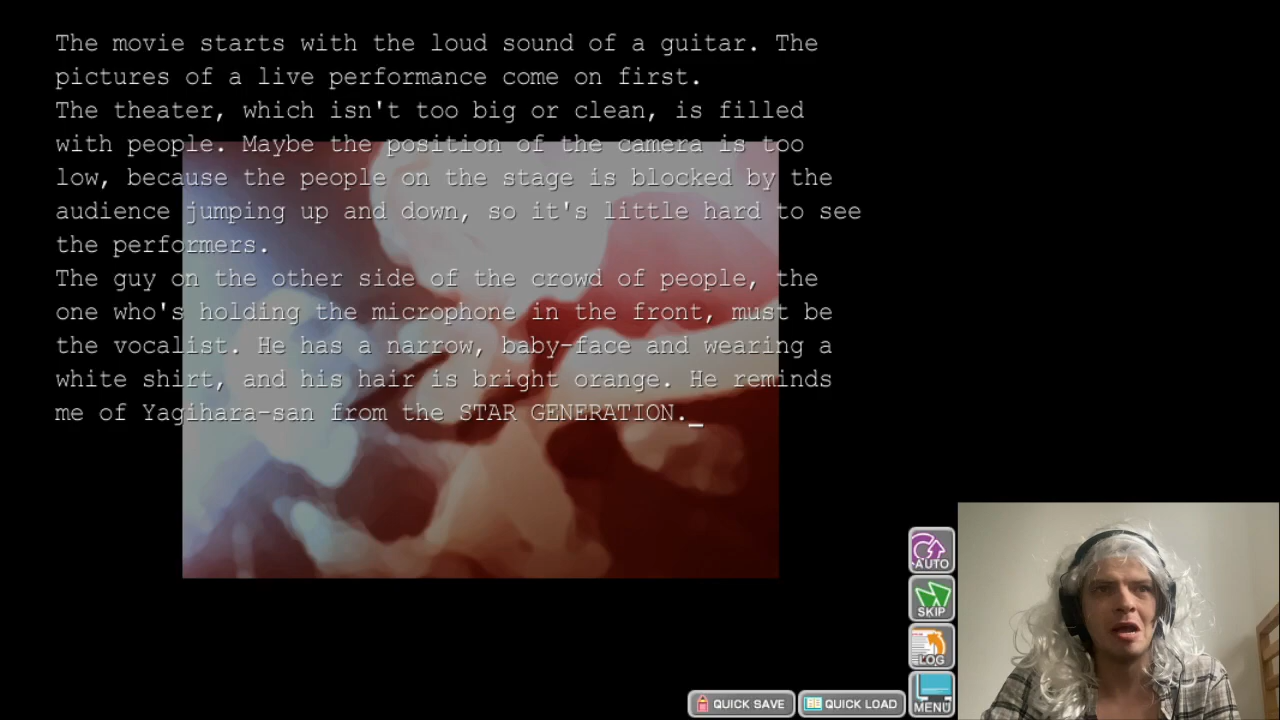 The movie starts with the loud sound of a guitar. The
pictures of a live performance come on first.
The theater, which isn't too big or clean, is filled
with people. Maybe the position of the camera is too
low, because the people on the stage is blocked by the
audience jumping up and down, so it's little hard to see
the performers.
The guy on the other side of the crowd of people, the
one who's holding the microphone in the front, must be
the vocalist. He has a narrow, baby-face and wearing a
white shirt, and his hair is bright orange. He reminds
me of Yagihara-san from the STAR GENERATION.
AUTO
SKIP
LOG
MENU
QUICK SAVE
QUICK LOAD